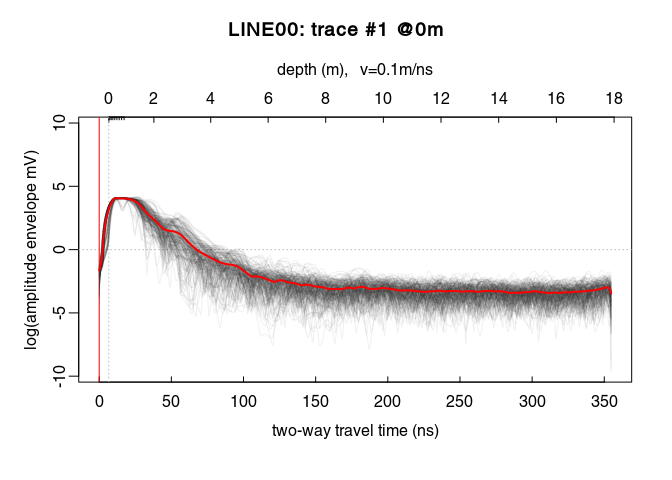 LINE00: trace #1 @0m
depth (m), v=0.1m/ns
0 2 4 6 8 10 12 14 16 18
log(amplitude envelope mV)
10
5
0
-5
-10
0 50 100 150 200 250 300 350
two-way travel time (ns)